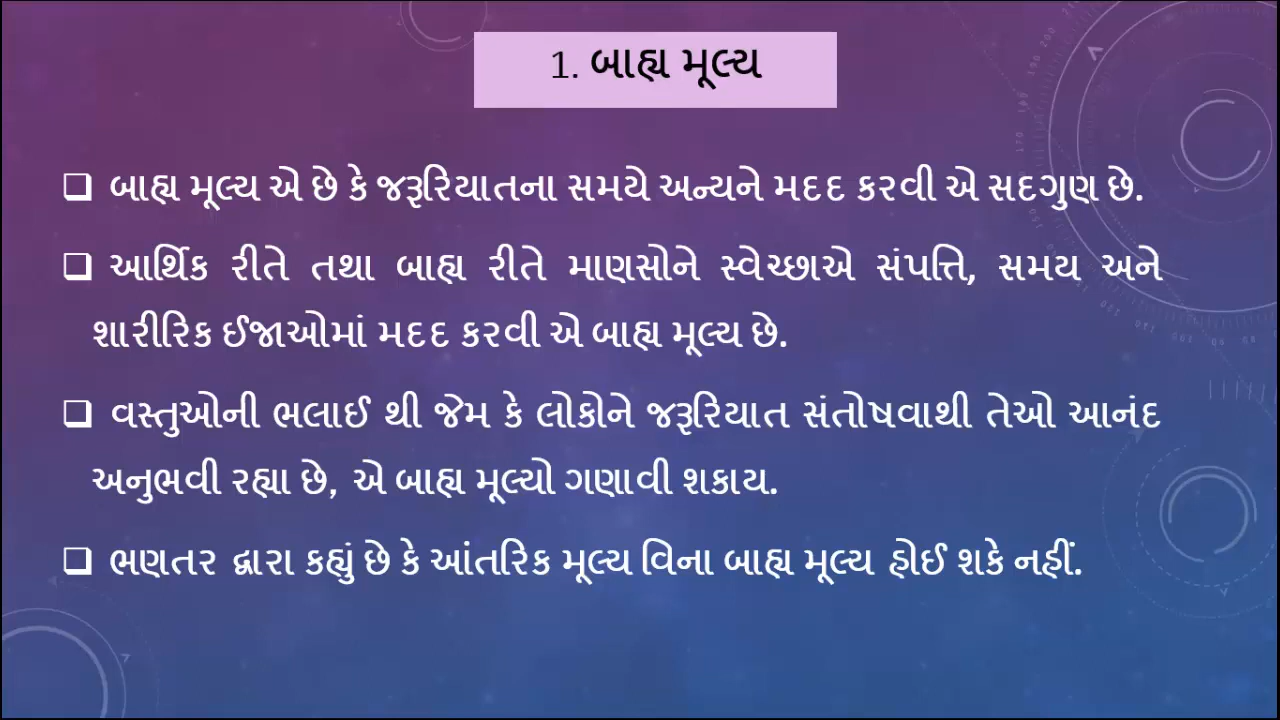 1. બાહ્ય મૂલ્ય
❑ બાહ્ય મૂલ્ય એ છે કે જરૂરિયાતના સમયે અન્યને મદદ કરવી એ સદગુણ છે.
❑ આર્થિક રીતે તથા બાહ્ય રીતે માણસોને સ્વેચ્છાએ સંપત્તિ, સમય અને
શારીરિક ઈજાઓમાં મદદ કરવી એ બાહ્ય મૂલ્ય છે.
❑ વસ્તુઓની ભલાઈ થી જેમ કે લોકોને જરૂરિયાત સંતોષવાથી તેઓ આનંદ
અનુભવી રહ્યા છે, એ બાહ્ય મૂલ્યો ગણાવી શકાય.
❑ ભણતર દ્વારા કહ્યું છે કે આંતરિક મૂલ્ય વિના બાહ્ય મૂલ્ય હોઈ શકે નહીં.